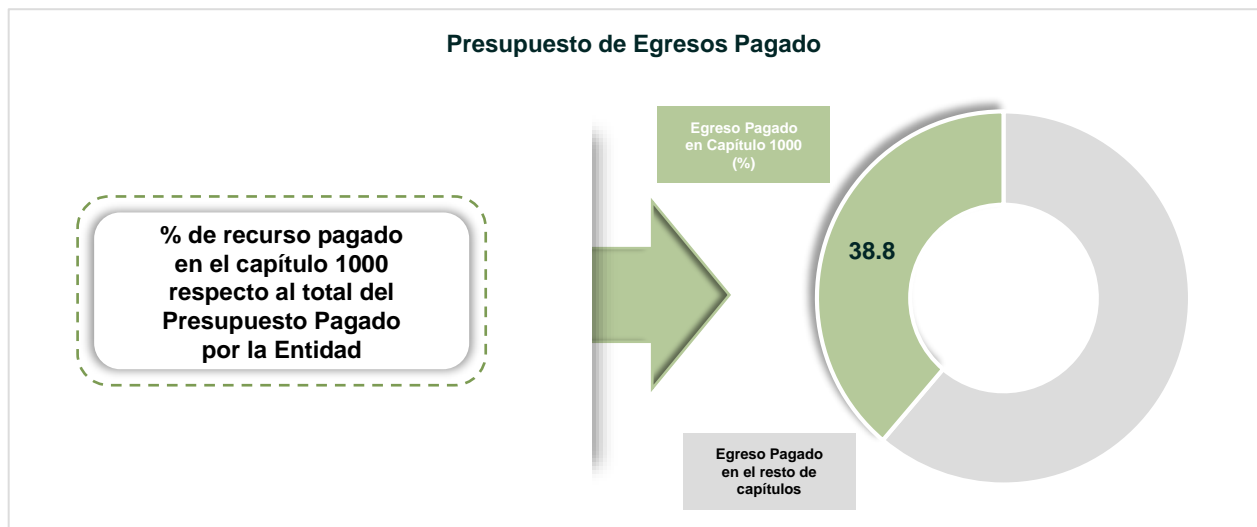 Presupuesto de Egresos Pagado
Egreso Pagado
en Capítulo 1000
(%)
% de recurso pagado
en el capítulo 1000
respecto al total del
Presupuesto Pagado
por la Entidad
38.8
Egreso Pagado
en el resto de
capítulos